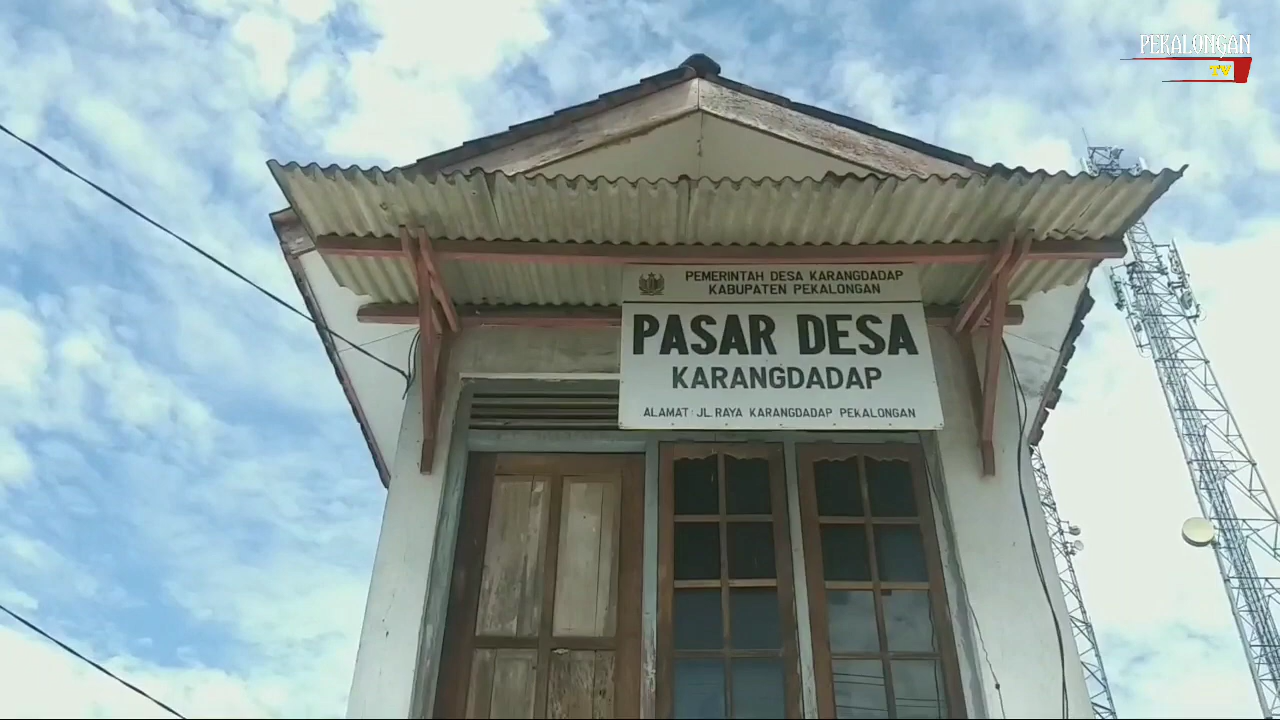 PEKALONGAN
TV
PEMERINTAH DESA KARANGDADAP
KABUPATEN PEKALONGAN
PASAR DESA
KARANGDADAP
ALAMAT : JL. RAYA KARANGDADAP PEKALONGAN